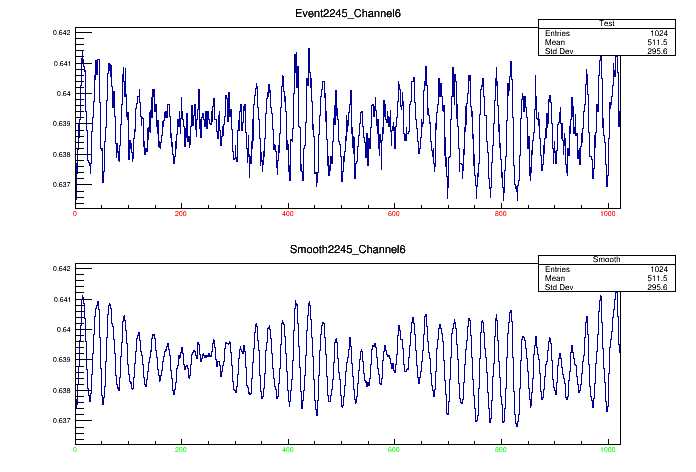 Event2245_Channel6
Test
Entries 1024
Mean 511.5
Std Dev 295.6
0.642
0.641
0.64
0.639
0.638
0.637
0 200 400 600 800 1000
Smooth2245_Channel6
Smooth
Entries 1024
Mean 511.5
Std Dev 295.6
0.642
0.641
0.64
0.639
0.638
0.637
0 200 400 600 800 1000